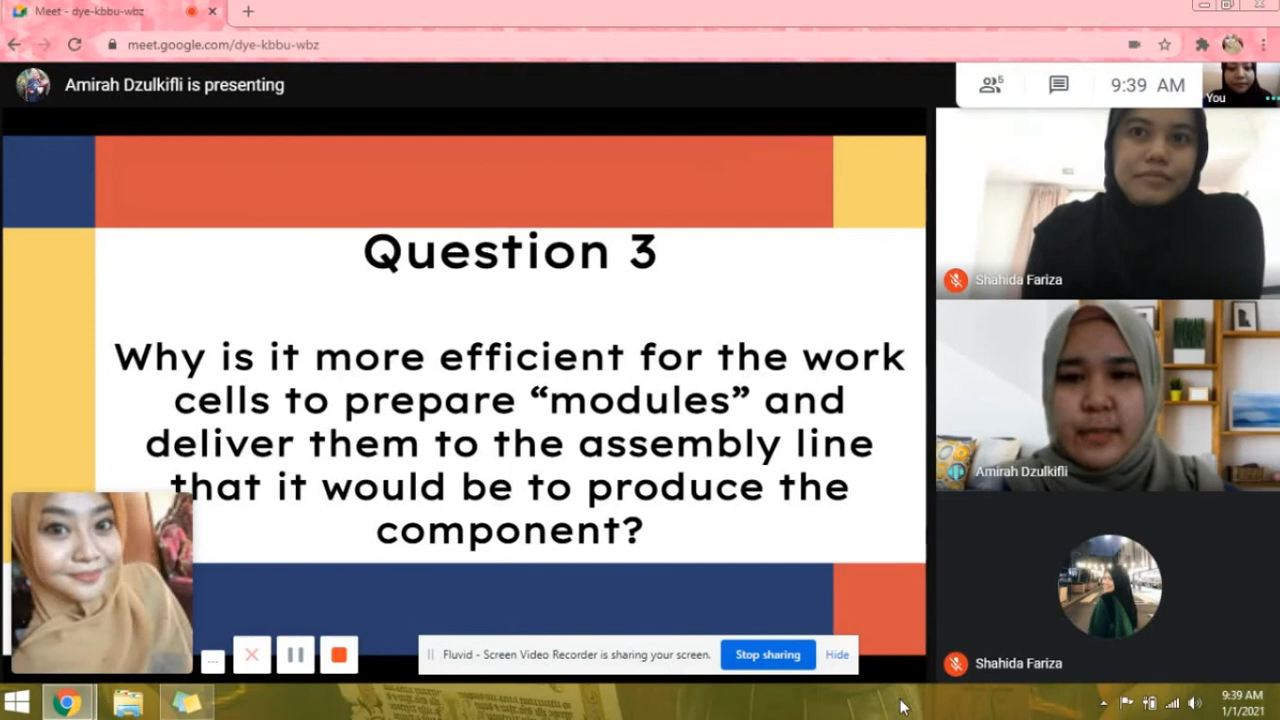 Meet - dye-kbbu-wbz
meet.google.com/dye-kbbu-wbz
Amirah Dzulkifli is presenting
5
9:39 AM
You
Question 3
Why is it more efficient for the work
cells to prepare “modules” and
deliver them to the assembly line
that it would be to produce the
component?
Shahida Fariza
Amirah Dzulkifli
Shahida Fariza
Fluvid - Screen Video Recorder is sharing your screen.
Stop sharing
Hide
9:39 AM
1/1/2021